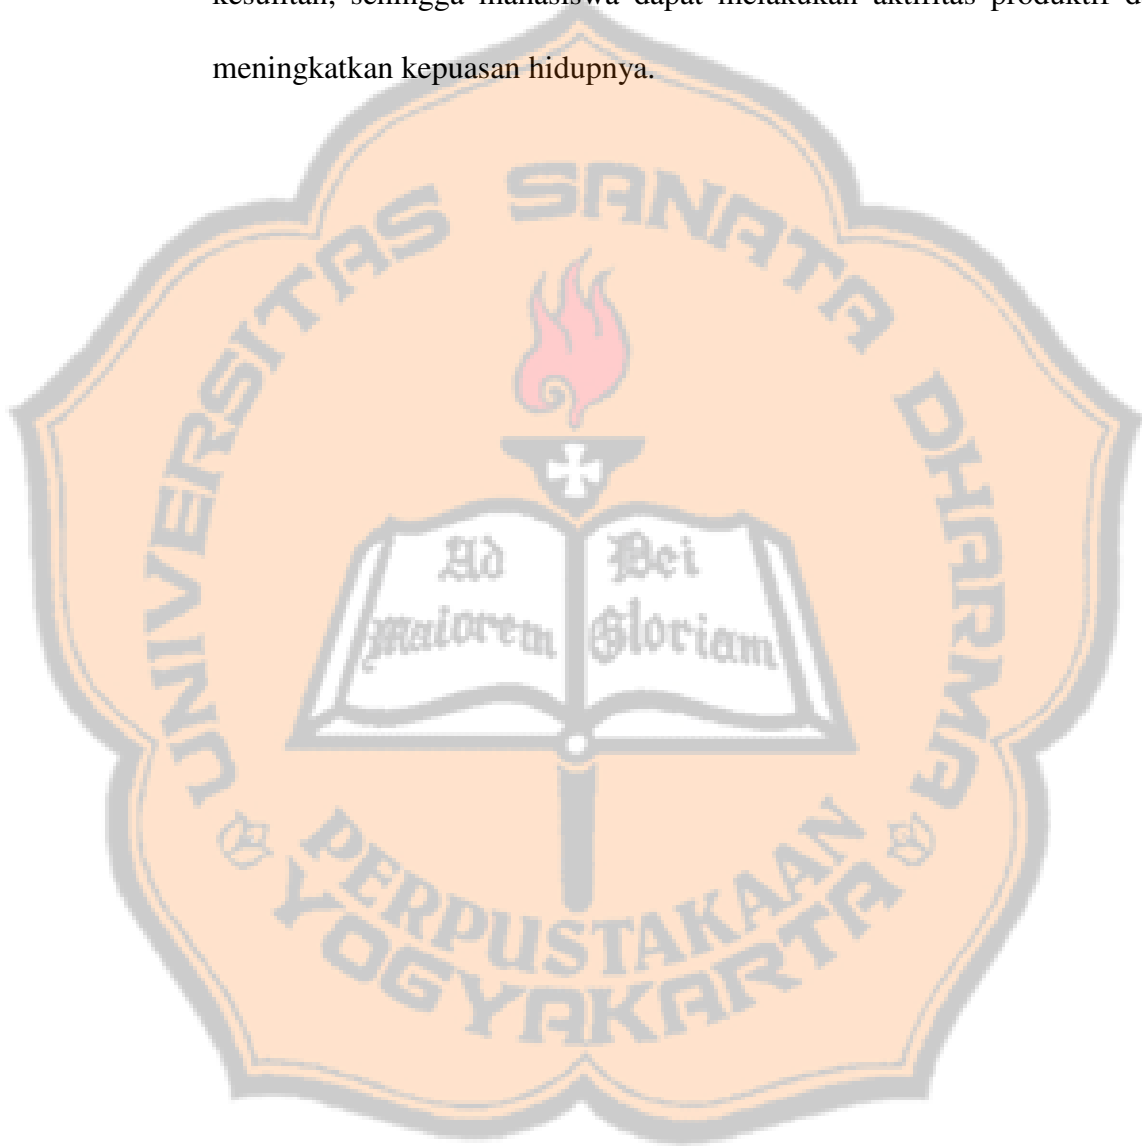 kesulitan, sehingga mahasiswa dapat melakukan aktifitas produktif d
meningkatkan kepuasan hidupnya.
UNIVERSITAS SANATA DHARMA
Ad Dei
Maiorem Gloriam
PERPUSTAKAAN
YOGYAKARTA